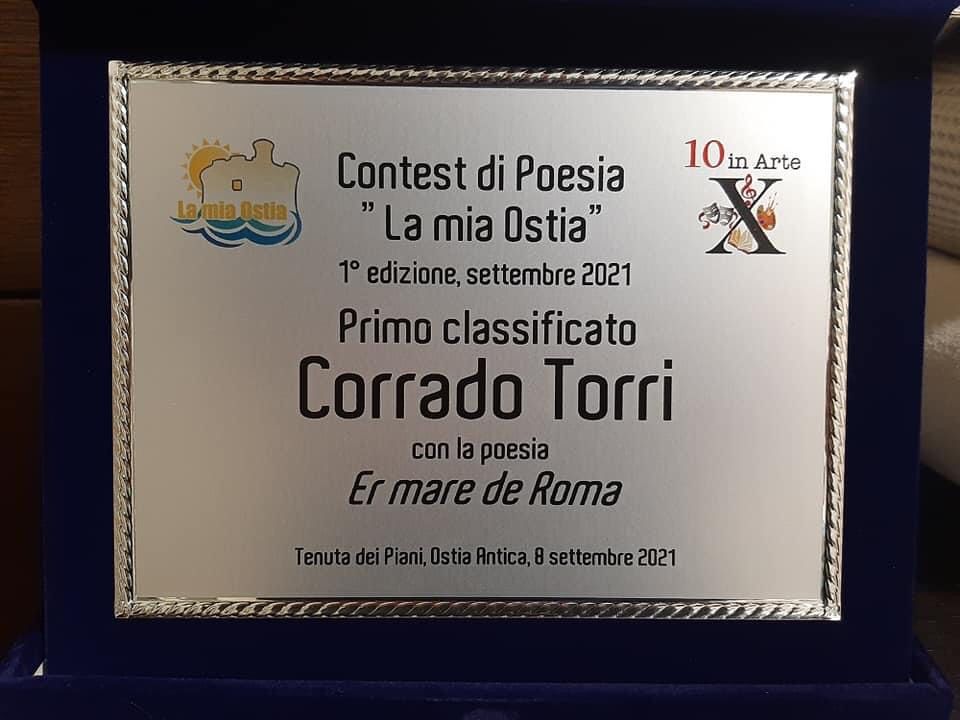 La mia Ostia
10 in Arte
X
Contest di Poesia
" La mia Ostia"
1° edizione, settembre 2021
Primo classificato
Corrado Torri
con la poesia
Er mare de Roma
Tenuta dei Piani, Ostia Antica, 8 settembre 2021